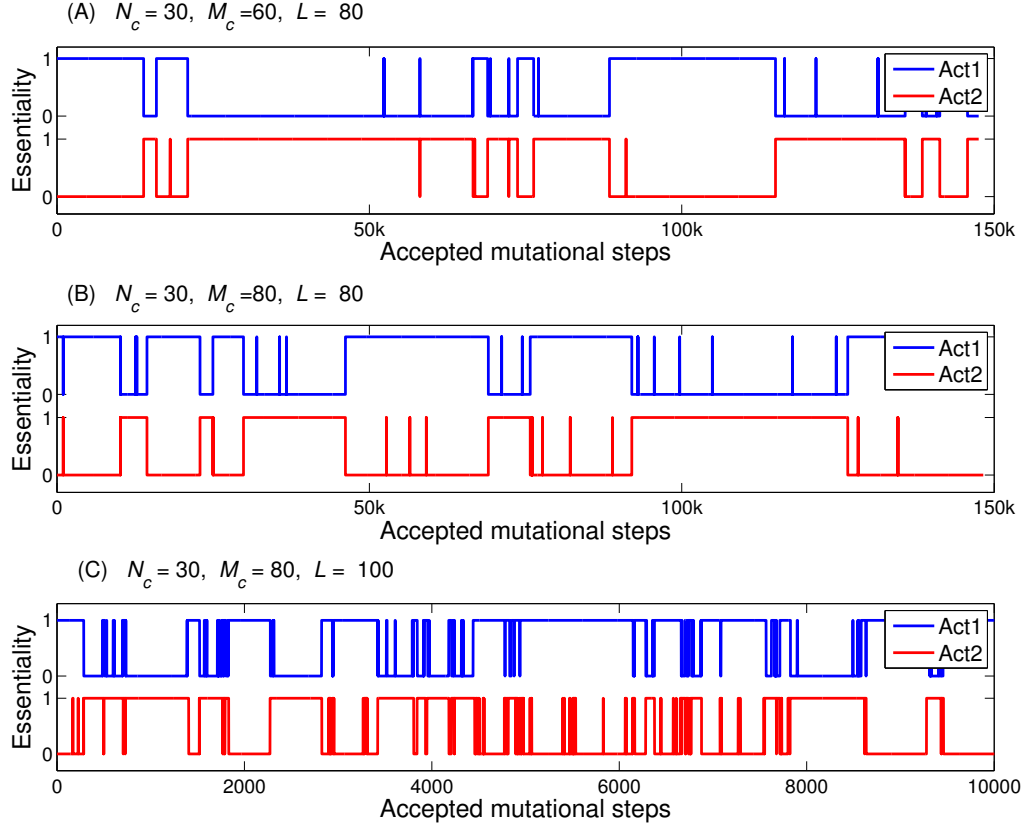 (A) N_c = 30, M_c =60, L = 80
Essentiality
1
0
1
0
Act1
Act2
0 50k 100k 150k
Accepted mutational steps
(B) N_c = 30, M_c =80, L = 80
Essentiality
1
0
1
0
Act1
Act2
0 50k 100k 150k
Accepted mutational steps
(C) N_c = 30, M_c = 80, L = 100
Essentiality
1
0
1
0
Act1
Act2
0 2000 4000 6000 8000 10000
Accepted mutational steps